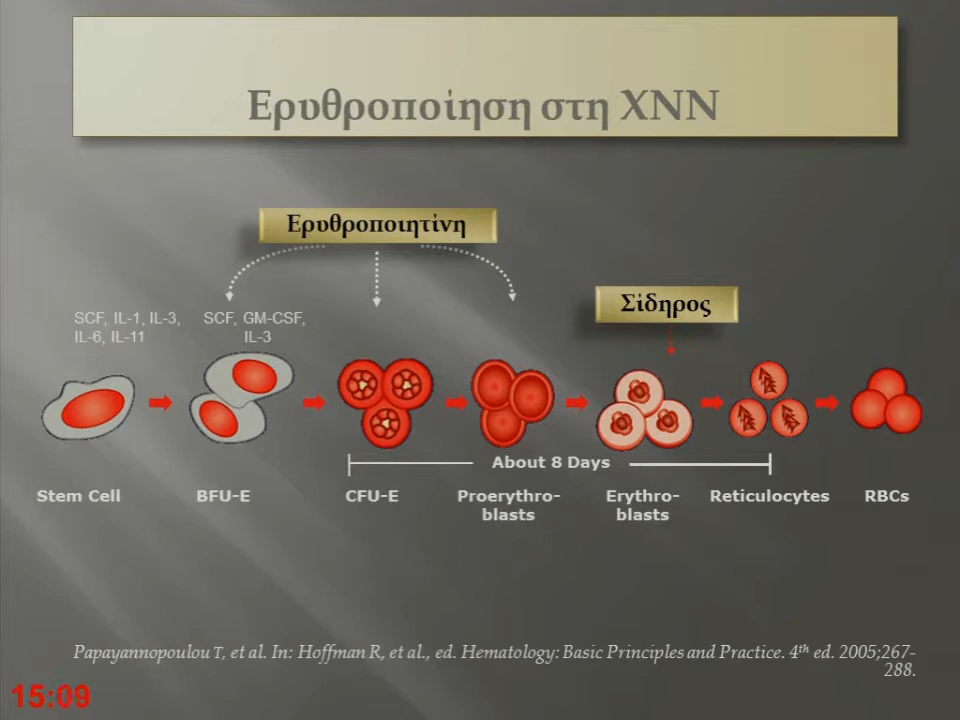 Ερυθροποίηση στη ΧΝΝ
Ερυθροποιητίνη
Σίδηρος
SCF, IL-1, IL-3,
IL-6, IL-11
SCF, GM-CSF,
IL-3
About 8 Days
Stem Cell
BFU-E
CFU-E
Proerythro-
blasts
Erythro-
blasts
Reticulocytes
RBCs
Papayannopoulou T, et al. In: Hoffman R, et al., ed. Hematology: Basic Principles and Practice. 4th ed. 2005;267-
288.
15:09